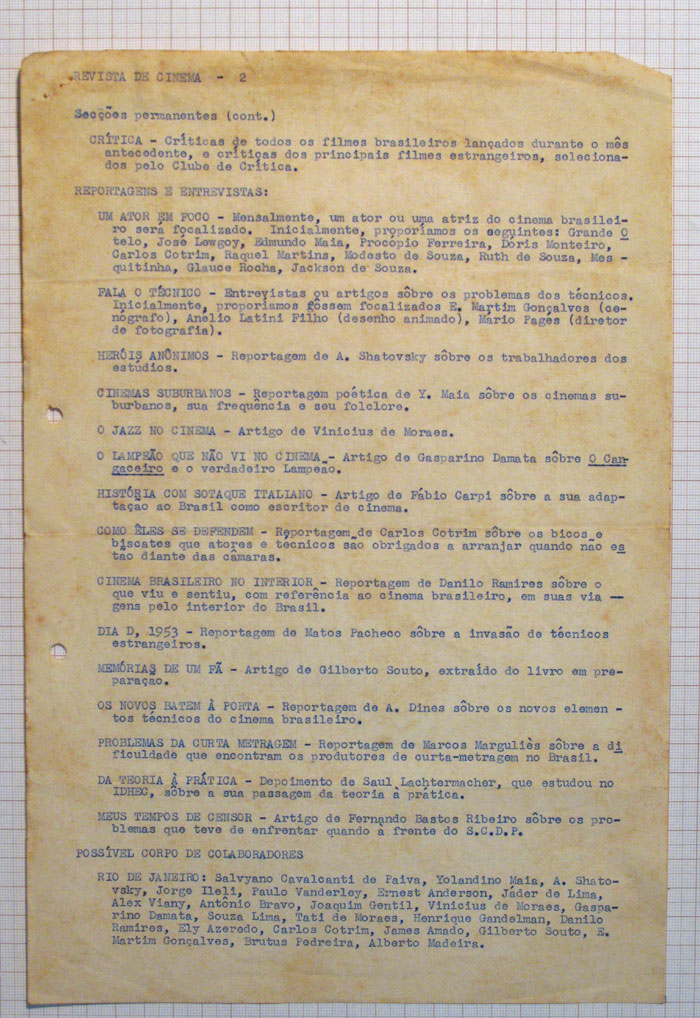 REVISTA DE CINEMA - 2
Secções permanentes (cont.)
CRÍTICA - Críticas de todos os filmes brasileiros lançados durante o mês
antecedente, e críticas dos principais filmes estrangeiros, seleciona-
dos pelo Clube de Crítica.
REPORTAGENS E ENTREVISTAS:
UM ATOR EM FOCO - Mensalmente, um ator ou uma atriz do cinema brasilei-
ro será focalizado. Inicialmente, proporíamos os seguintes: Grande O
telo, José Lewgoy, Edmundo Maia, Procópio Ferreira, Doris Monteiro,
Carlos Cotrim, Raquel Martins, Modesto de Souza, Ruth de Souza, Mes -
quitinha, Glauce Rocha, Jackson de Souza.
FALA O TÉCNICO - Entrevistas ou artigos sôbre os problemas dos técnicos.
Inicialmente, proporíamos fôssem focalizados E. Martim Gonçalves (ce-
nógrafo), Anélio Latini Filho (desenho animado), Mario Pagés (diretor
de fotografia).
HERÓIS ANÔNIMOS - Reportagem de A. Shatovsky sôbre os trabalhadores dos
estúdios.
CINEMAS SUBURBANOS - Reportagem poética de Y. Maia sôbre os cinemas su-
burbanos, sua frequência e seu folclore.
O JAZZ NO CINEMA - Artigo de Vinicius de Moraes.
O LAMPEÃO QUE NÃO VI NO CINEMA - Artigo de Gasparino Damata sôbre O Can-
gaceiro e o verdadeiro Lampeão.
HISTÓRIA COM SOTAQUE ITALIANO - Artigo de Fábio Carpi sôbre a sua adap-
tação ao Brasil como escritor de cinema.
COMO ÊLES SE DEFENDEM - Reportagem de Carlos Cotrim sôbre os bicos e
biscates que atores e técnicos são obrigados a arranjar quando não es
tão diante das câmaras.
CINEMA BRASILEIRO NO INTERIOR - Reportagem de Danilo Ramires sôbre o
que viu e sentiu, com referência ao cinema brasileiro, em suas via -
gens pelo interior do Brasil.
DIA D, 1953 - Reportagem de Matos Pacheco sôbre a invasão de técnicos
estrangeiros.
MEMÓRIAS DE UM FÃ - Artigo de Gilberto Souto, extraído do livro em pre-
paração.
OS NOVOS BATEM À PORTA - Reportagem de A. Dines sôbre os novos elemen -
tos técnicos do cinema brasileiro.
PROBLEMAS DA CURTA METRAGEM - Reportagem de Marcos Marguliès sôbre a di
ficuldade que encontram os produtores de curta-metragem no Brasil.
DA TEORIA À PRÁTICA - Depoimento de Saul Lachtermacher, que estudou no
IDHEC, sôbre a sua passagem da teoria à prática.
MEUS TEMPOS DE CENSOR - Artigo de Fernando Bastos Ribeiro sôbre os pro-
blemas que teve de enfrentar quando à frente do S.C.D.P.
POSSÍVEL CORPO DE COLABORADORES
RIO DE JANEIRO: Salvyano Cavalcanti de Paiva, Yolandino Maia, A. Shato-
vsky, Jorge Ileli, Paulo Vanderley, Ernest Anderson, Jáder de Lima,
Alex Viany, Antônio Bravo, Joaquim Gentil, Vinicius de Moraes, Gaspa-
rino Damata, Souza Lima, Tati de Moraes, Henrique Gandelman, Danilo
Ramires, Ely Azeredo, Carlos Cotrim, James Amado, Gilberto Souto, E.
Martim Gonçalves, Brutus Pedreira, Alberto Madeira.